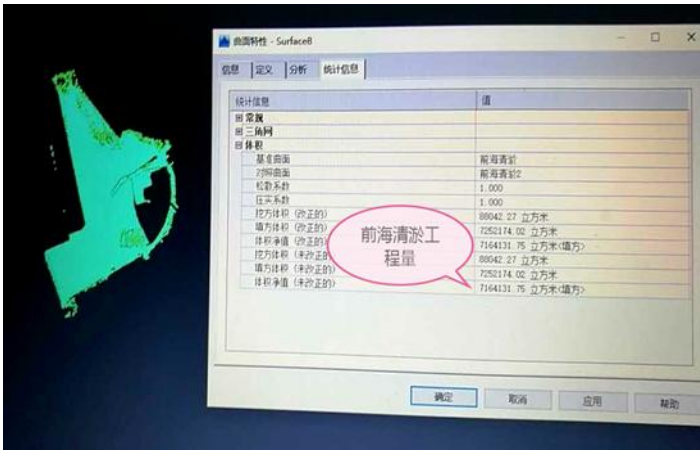 曲面特性 - Surface8
信息 定义 分析 统计信息
统计信息 值
常规
三角网
体积
基准曲面 前海清淤
对照曲面 前海清淤2
松散系数 1.000
压实系数 1.000
挖方体积 (改正的) 88042.27 立方米
填方体积 (改正的) 7252174.02 立方米
体积净值 (改正的) 7164131.75 立方米<填方>
挖方体积 (未改正的) 88042.27 立方米
填方体积 (未改正的) 7252174.02 立方米
体积净值 (未改正的) 7164131.75 立方米<填方>
前海清淤工
程量
确定 取消 应用 帮助